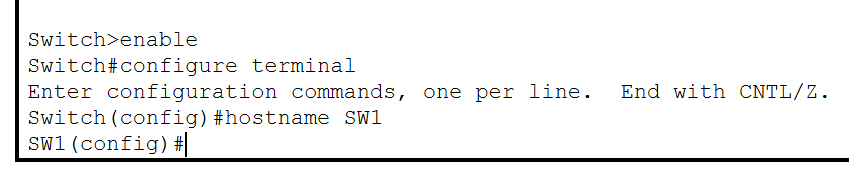 Switch>enable
Switch#configure terminal
Enter configuration commands, one per line.  End with CNTL/Z.
Switch(config)#hostname SW1
SW1(config)#